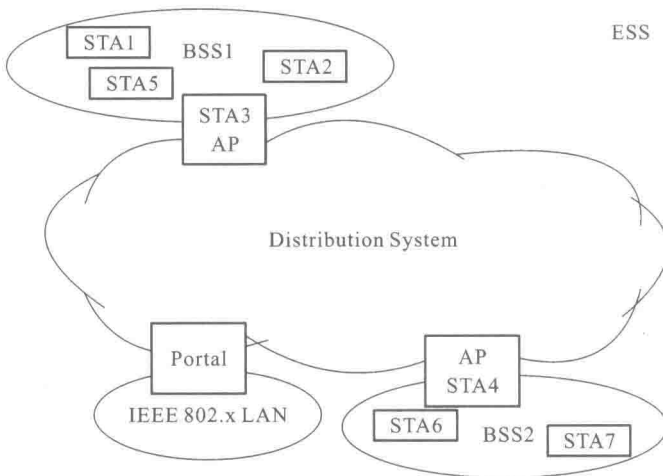 ESS
STA1
BSS1
STA5
STA2
STA3
AP
Distribution System
Portal
IEEE 802.x LAN
AP
STA4
STA6
BSS2
STA7